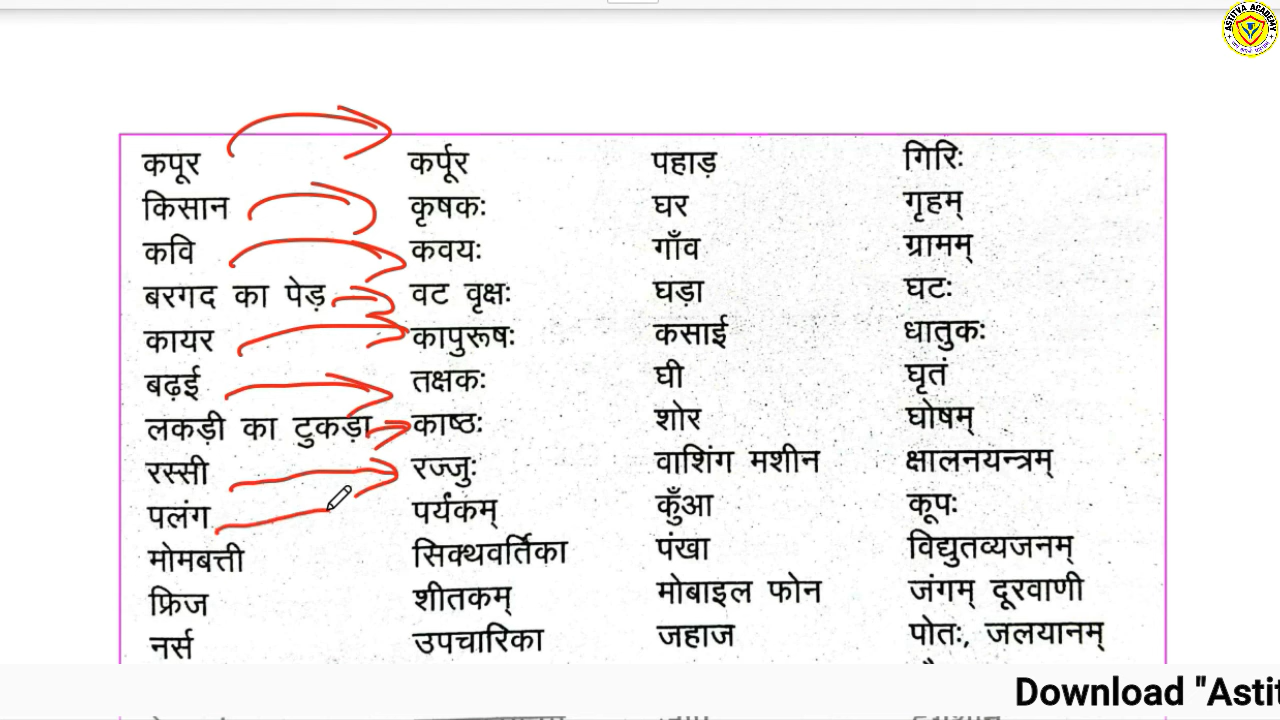 ASTITVA ACADEMY
कपूर कर्पूर पहाड़ गिरिः
किसान कृषकः घर गृहम्
कवि कवयः गाँव ग्रामम्
बरगद का पेड़ वट वृक्षः घड़ा घटः
कायर कापुरूषः कसाई धातुकः
बढ़ई तक्षकः घी घृतं
लकड़ी का टुकड़ा काष्ठः शोर घोषम्
रस्सी रज्जुः वाशिंग मशीन क्षालनयन्त्रम्
पलंग पर्यंकम् कुँआ कूपः
मोमबत्ती सिक्थवर्तिका पंखा विद्युतव्यजनम्
फ्रिज शीतकम् मोबाइल फोन जंगम् दूरवाणी
नर्स उपचारिका जहाज पोतः, जलयानम्
Download "Astit